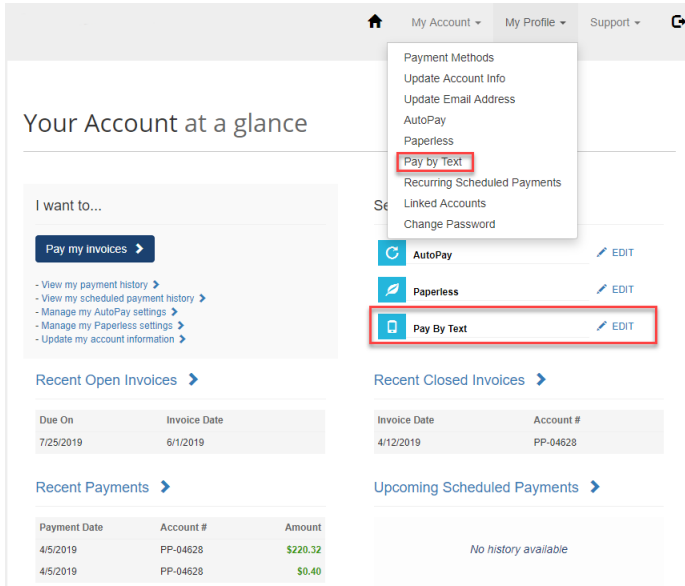 My Account My Profile Support
Payment Methods
Update Account Info
Update Email Address
AutoPay
Paperless
Pay by Text
Recurring Scheduled Payments
Linked Accounts
Change Password
Your Account at a glance
I want to...
Pay my invoices
- View my payment history
- View my scheduled payment history
- Manage my AutoPay settings
- Manage my Paperless settings
- Update my account information
Se
AutoPay EDIT
Paperless EDIT
Pay By Text EDIT
Recent Open Invoices
Due On Invoice Date
7/25/2019 6/1/2019
Recent Closed Invoices
Invoice Date Account #
4/12/2019 PP-04628
Recent Payments
Payment Date Account # Amount
4/5/2019 PP-04628 $220.32
4/5/2019 PP-04628 $0.40
Upcoming Scheduled Payments
No history available